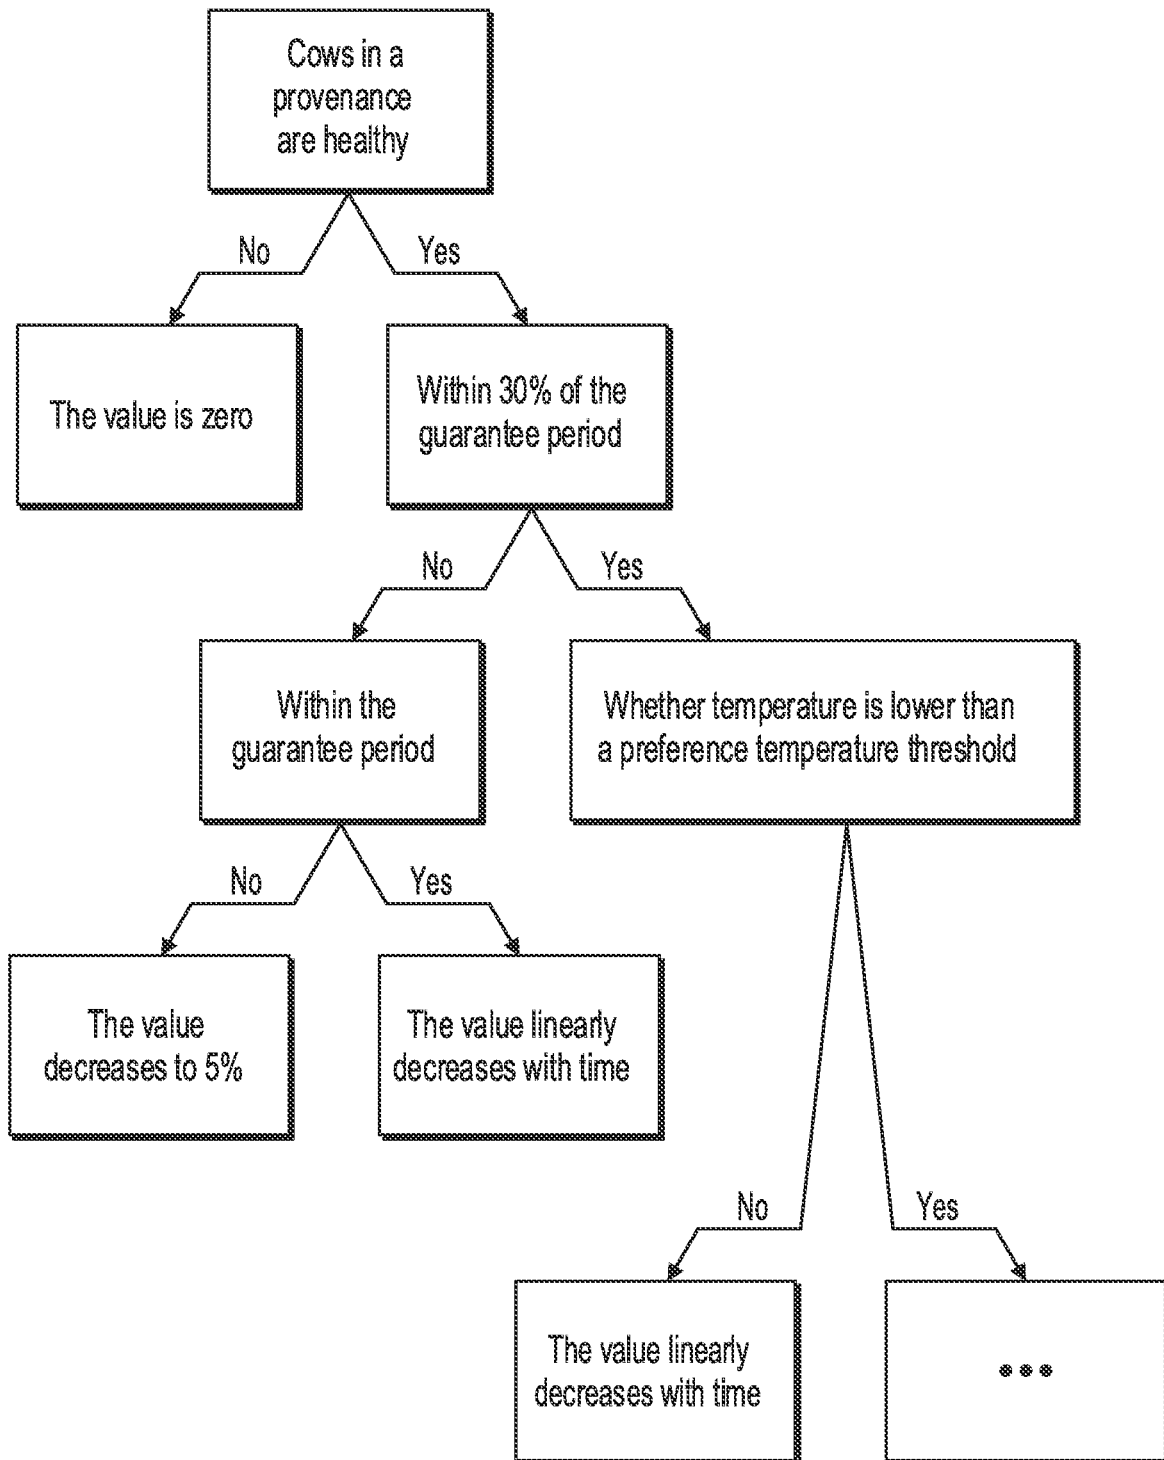 Cows in a
provenance
are healthy
No
Yes
The value is zero
Within 30% of the
guarantee period
No
Yes
Within the
guarantee period
Whether temperature is lower than
a preference temperature threshold
No
Yes
The value
decreases to 5%
The value linearly
decreases with time
No
Yes
The value linearly
decreases with time
•••